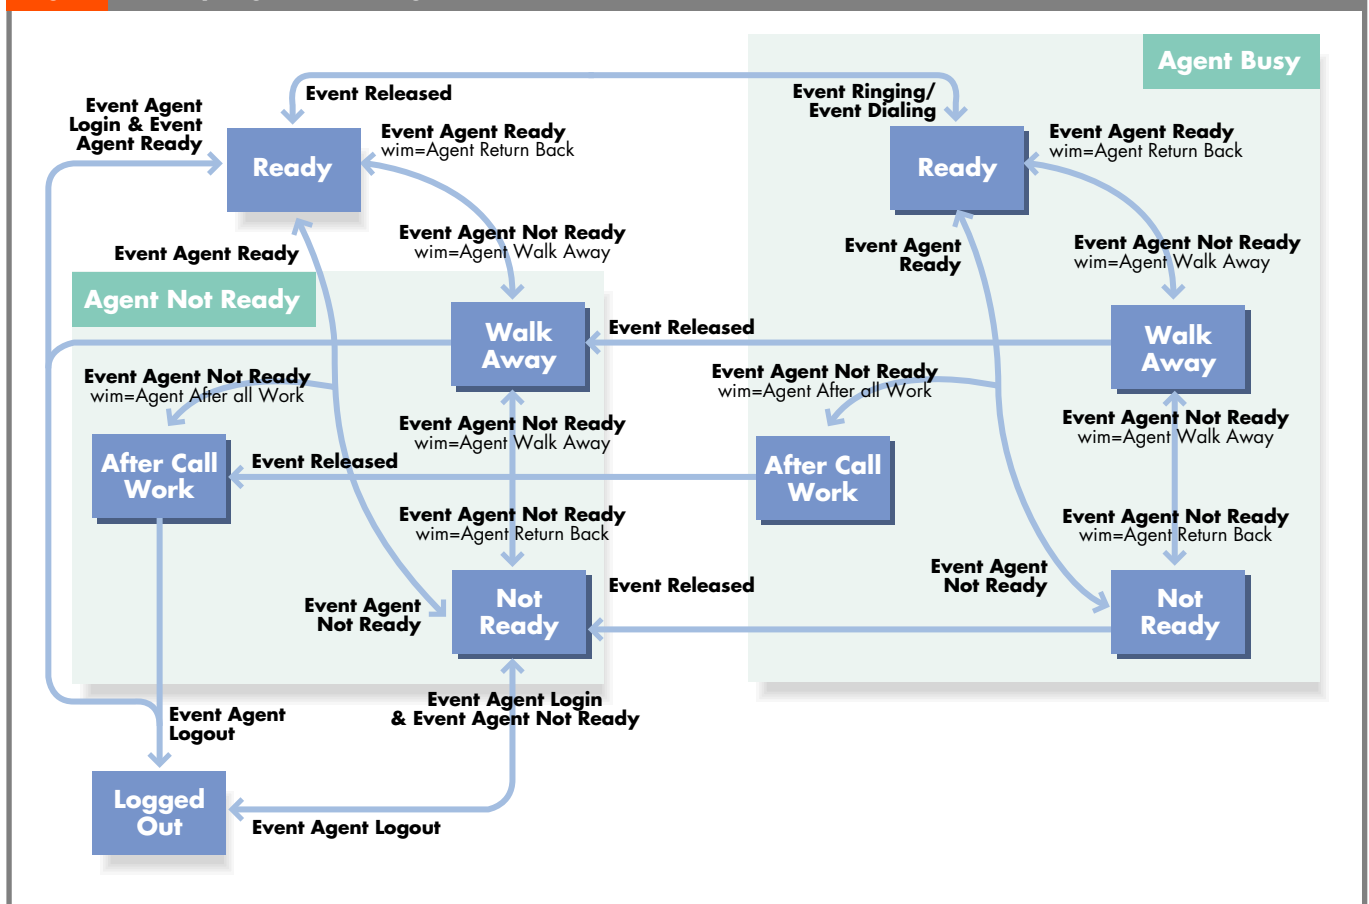 Agent Busy
Event Released
Event Ringing/
Event Dialing
Event Agent
Login & Event
Agent Ready
Event Agent Ready
wim=Agent Return Back
Event Agent Ready
wim=Agent Return Back
Ready
Ready
Event Agent Not Ready
wim=Agent Walk Away
Event Agent Ready
Event Agent
Ready
Event Agent Not Ready
wim=Agent Walk Away
Agent Not Ready
Walk
Away
Event Released
Walk
Away
Event Agent Not Ready
wim=Agent After all Work
Event Agent Not Ready
wim=Agent After all Work
Event Agent Not Ready
wim=Agent Walk Away
Event Agent Not Ready
wim=Agent Walk Away
After Call
Work
Event Released
After Call
Work
Event Agent Not Ready
wim=Agent Return Back
Event Agent Not Ready
wim=Agent Return Back
Event Agent
Not Ready
Not
Ready
Event Released
Event Agent
Not Ready
Not
Ready
Event Agent Login
& Event Agent Not Ready
Event Agent
Logout
Logged
Out
Event Agent Logout